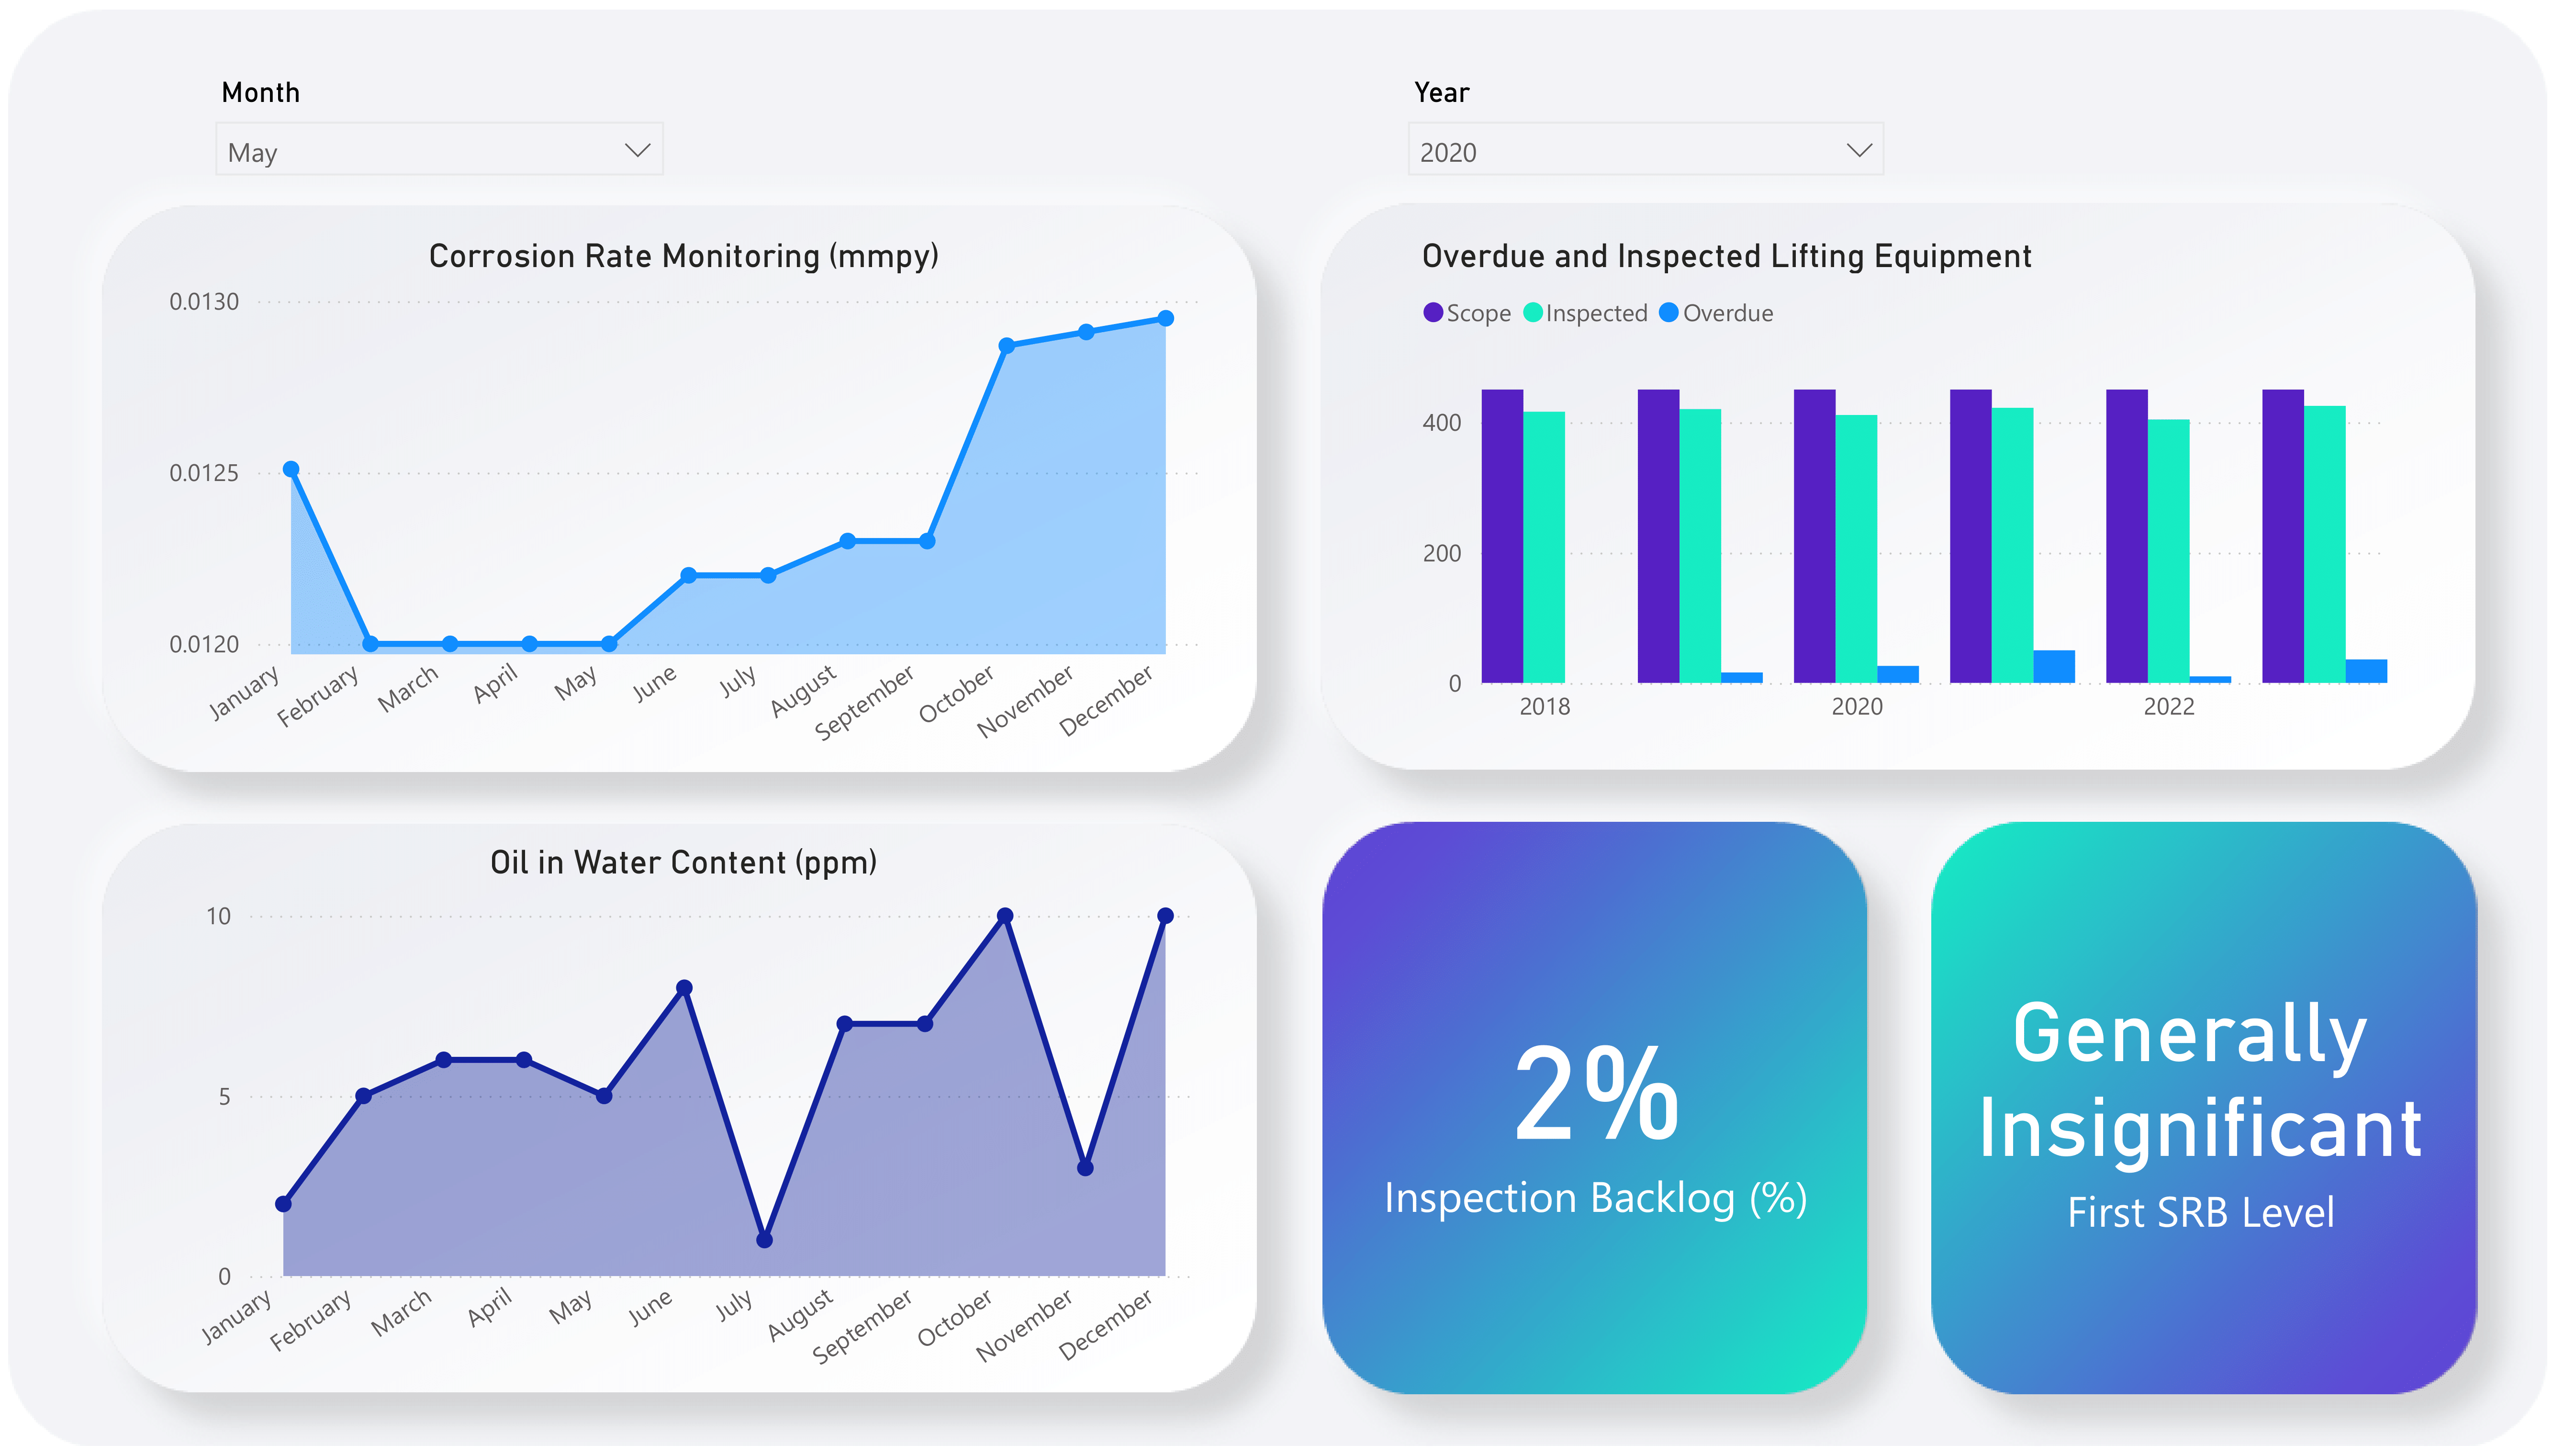 Month
May
Year
2020
Corrosion Rate Monitoring (mmpy)
0.0130
0.0125
0.0120
January
February
March
April
May
June
July
August
September
October
November
December
Overdue and Inspected Lifting Equipment
Scope Inspected Overdue
400
200
0
2018
2020
2022
Oil in Water Content (ppm)
10
5
0
January
February
March
April
May
June
July
August
September
October
November
December
2%
Inspection Backlog (%)
Generally
Insignificant
First SRB Level